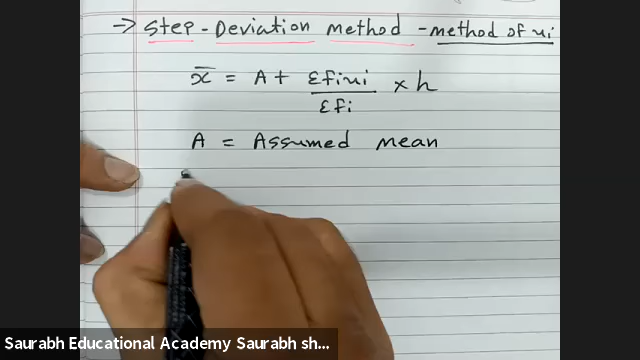 → Step - Deviation method - method of ui
x̄ = A + Σfiui / Σfi × h
A = Assumed mean
Saurabh Educational Academy Saurabh sh...